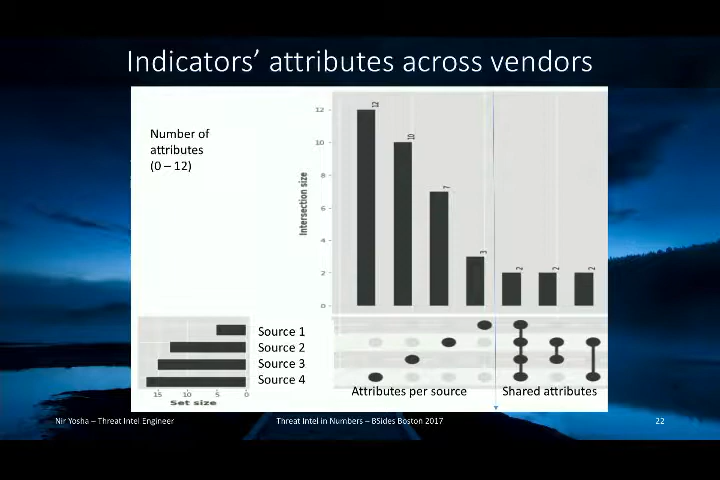 Indicators' attributes across vendors
Number of
attributes
(0 – 12)
Intersection size
12
10
8
6
4
2
0
12
10
7
3
2
2
2
Source 1
Source 2
Source 3
Source 4
15
10
5
0
Set size
Attributes per source
Shared attributes
Nir Yosha – Threat Intel Engineer
Threat Intel in Numbers – BSides Boston 2017
22